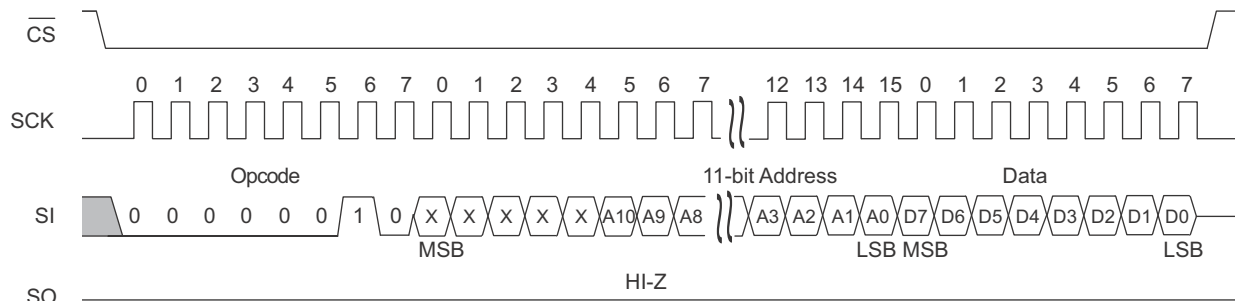 CS
0 1 2 3 4 5 6 7 0 1 2 3 4 5 6 7 12 13 14 15 0 1 2 3 4 5 6 7
SCK
Opcode 11-bit Address Data
SI 0 0 0 0 0 0 1 0 X X X X X A10 A9 A8 A3 A2 A1 A0 D7 D6 D5 D4 D3 D2 D1 D0
MSB LSB MSB LSB
HI-Z
SO